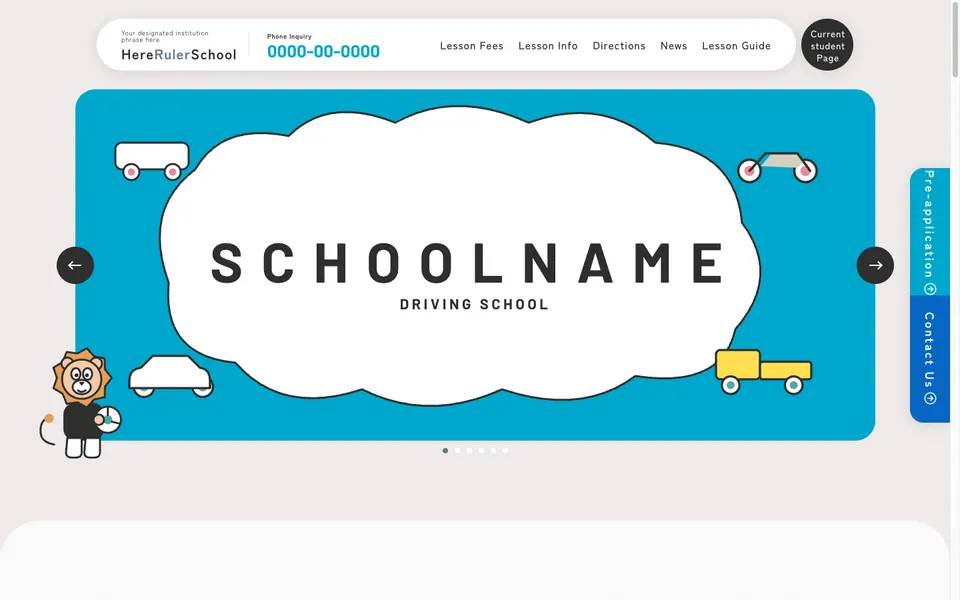 Your designated institution
phrase here
HereRulerSchool
Phone Inquiry
0000-00-0000
Lesson Fees
Lesson Info
Directions
News
Lesson Guide
Current
student
Page
SCHOOLNAME
DRIVING SCHOOL
Pre-application
Contact Us